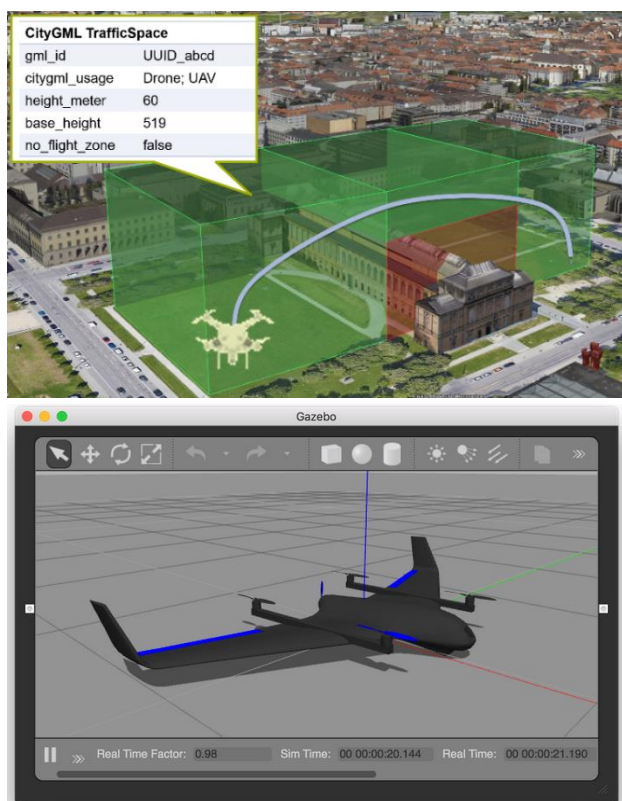 CityGML TrafficSpace
gml_id UUID_abcd
citygml_usage Drone; UAV
height_meter 60
base_height 519
no_flight_zone false
Gazebo
Real Time Factor: 0.98 Sim Time: 00 00:00:20.144 Real Time: 00 00:00:21.190